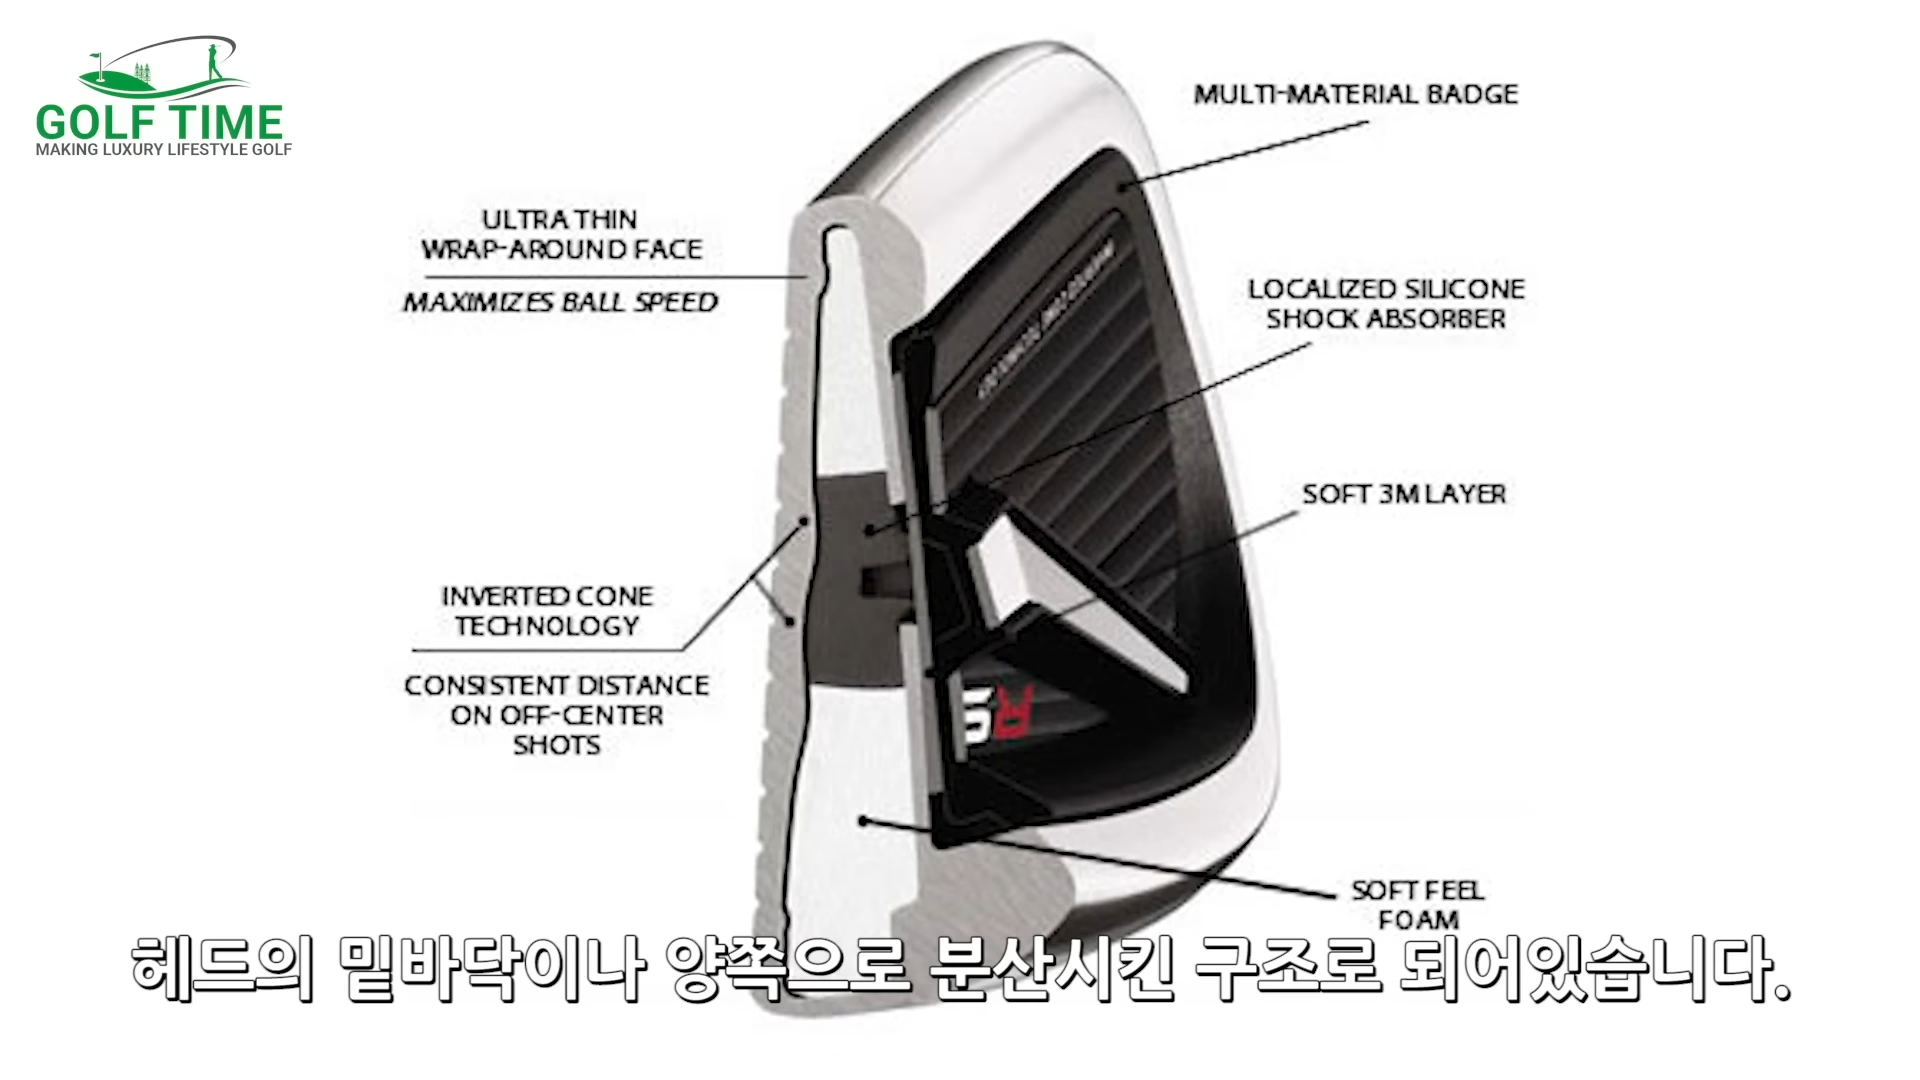 GOLF TIME
MAKING LUXURY LIFESTYLE GOLF
MULTI-MATERIAL BADGE
ULTRA THIN
WRAP-AROUND FACE
MAXIMIZES BALL SPEED
LOCALIZED SILICONE
SHOCK ABSORBER
SOFT 3M LAYER
INVERTED CONE
TECHNOLOGY
CONSISTENT DISTANCE
ON OFF-CENTER
SHOTS
SOFT FEEL
FOAM
헤드의 밑바닥이나 양쪽으로 분산시킨 구조로 되어있습니다.